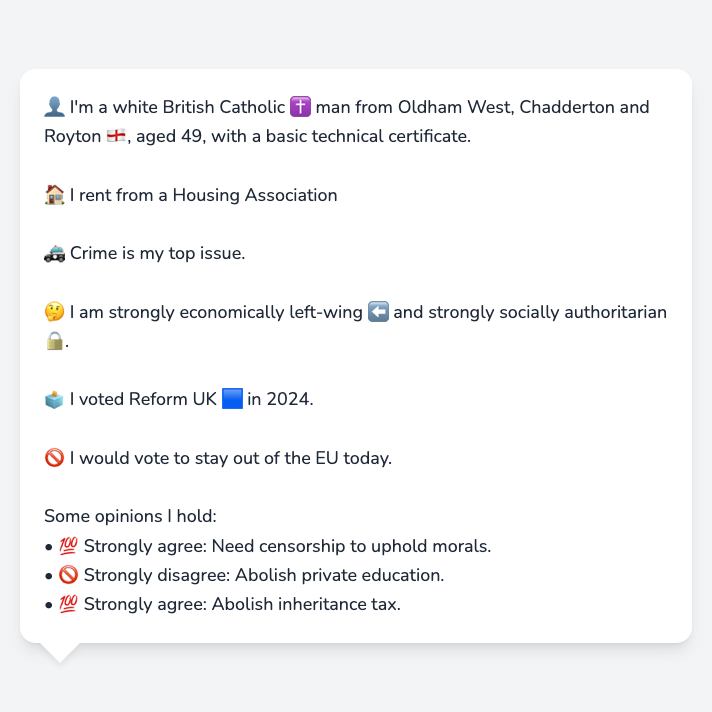 👤 I'm a white British Catholic ✝️ man from Oldham West, Chadderton and
Royton 🏴󠁧󠁢󠁥󠁮󠁧󠁿, aged 49, with a basic technical certificate.
🏠 I rent from a Housing Association
🚓 Crime is my top issue.
🤔 I am strongly economically left-wing ⬅️ and strongly socially authoritarian
🔒.
🗳️ I voted Reform UK 🟦 in 2024.
🚫 I would vote to stay out of the EU today.
Some opinions I hold:
• 💯 Strongly agree: Need censorship to uphold morals.
• 🚫 Strongly disagree: Abolish private education.
• 💯 Strongly agree: Abolish inheritance tax.